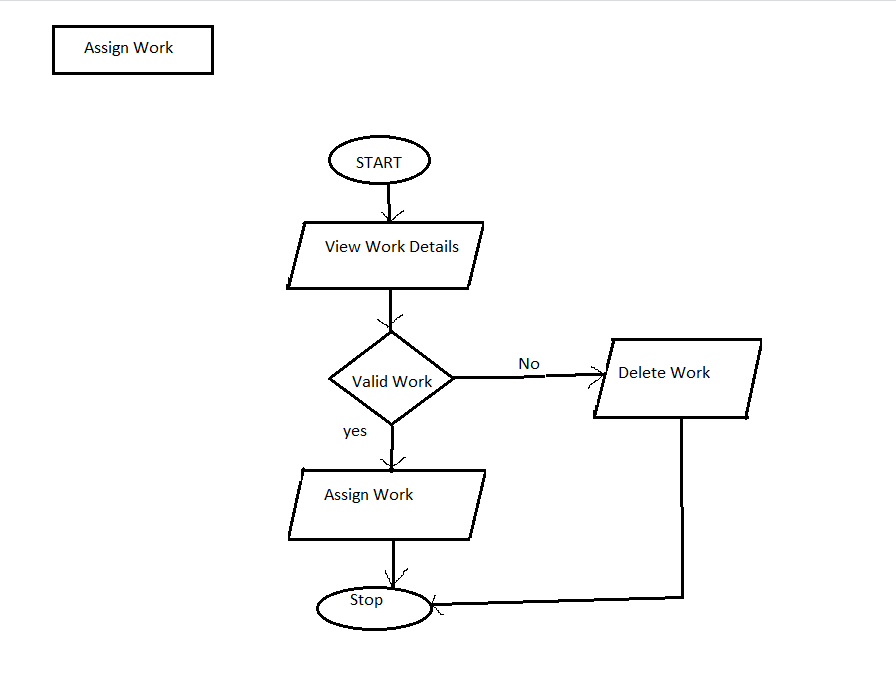 Assign Work
START
View Work Details
Valid Work
No
Delete Work
yes
Assign Work
Stop